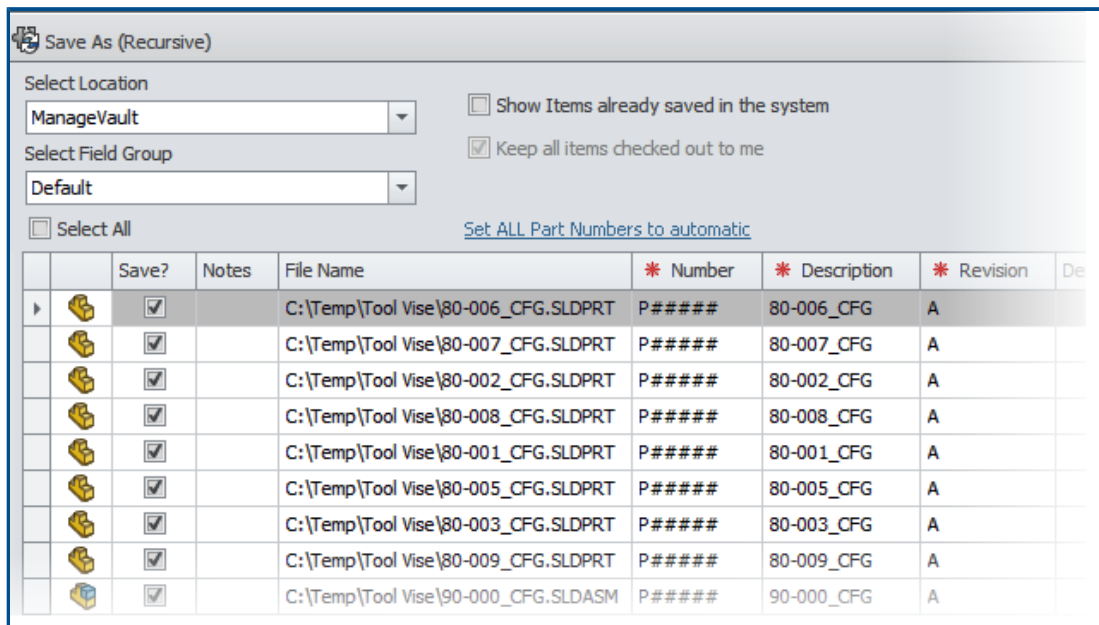 Save As (Recursive)
Select Location
ManageVault
Show Items already saved in the system
Keep all items checked out to me
Select Field Group
Default
Select All
Set ALL Part Numbers to automatic
Save? Notes File Name * Number * Description * Revision
C:\Temp\Tool Vise\80-006_CFG.SLDPRT P##### 80-006_CFG A
C:\Temp\Tool Vise\80-007_CFG.SLDPRT P##### 80-007_CFG A
C:\Temp\Tool Vise\80-002_CFG.SLDPRT P##### 80-002_CFG A
C:\Temp\Tool Vise\80-008_CFG.SLDPRT P##### 80-008_CFG A
C:\Temp\Tool Vise\80-001_CFG.SLDPRT P##### 80-001_CFG A
C:\Temp\Tool Vise\80-005_CFG.SLDPRT P##### 80-005_CFG A
C:\Temp\Tool Vise\80-003_CFG.SLDPRT P##### 80-003_CFG A
C:\Temp\Tool Vise\80-009_CFG.SLDPRT P##### 80-009_CFG A
C:\Temp\Tool Vise\90-000_CFG.SLDASM P##### 90-000_CFG A